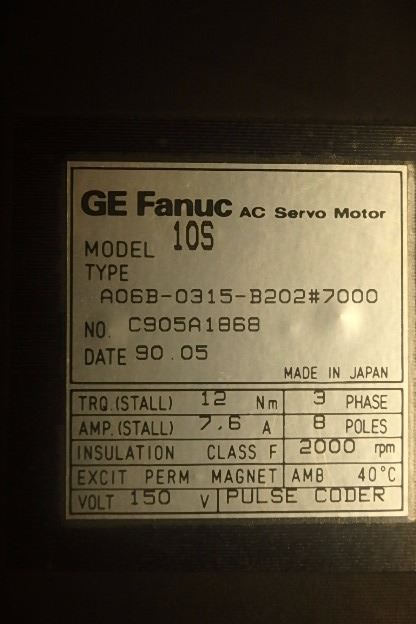 GE Fanuc AC Servo Motor
MODEL 10S
TYPE
A06B-0315-B202#7000
NO. C905A1868
DATE 90.05
MADE IN JAPAN
TRQ.(STALL) 12 Nm 3 PHASE
AMP.(STALL) 7.6 A 8 POLES
INSULATION CLASS F 2000 rpm
EXCIT PERM MAGNET AMB 40°C
VOLT 150 V PULSE CODER